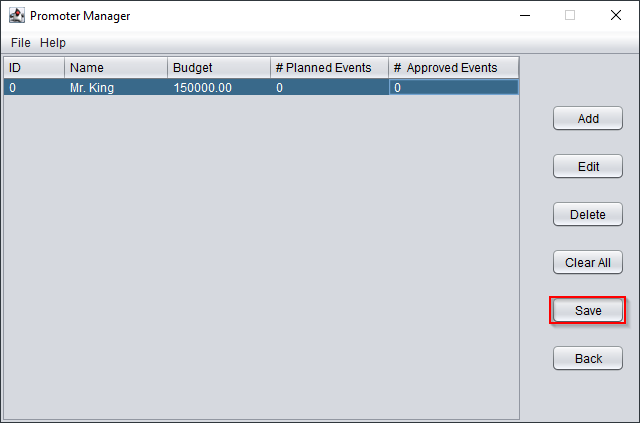 Promoter Manager
File Help
ID Name Budget # Planned Events # Approved Events
0 Mr. King 150000.00 0 0
Add
Edit
Delete
Clear All
Save
Back